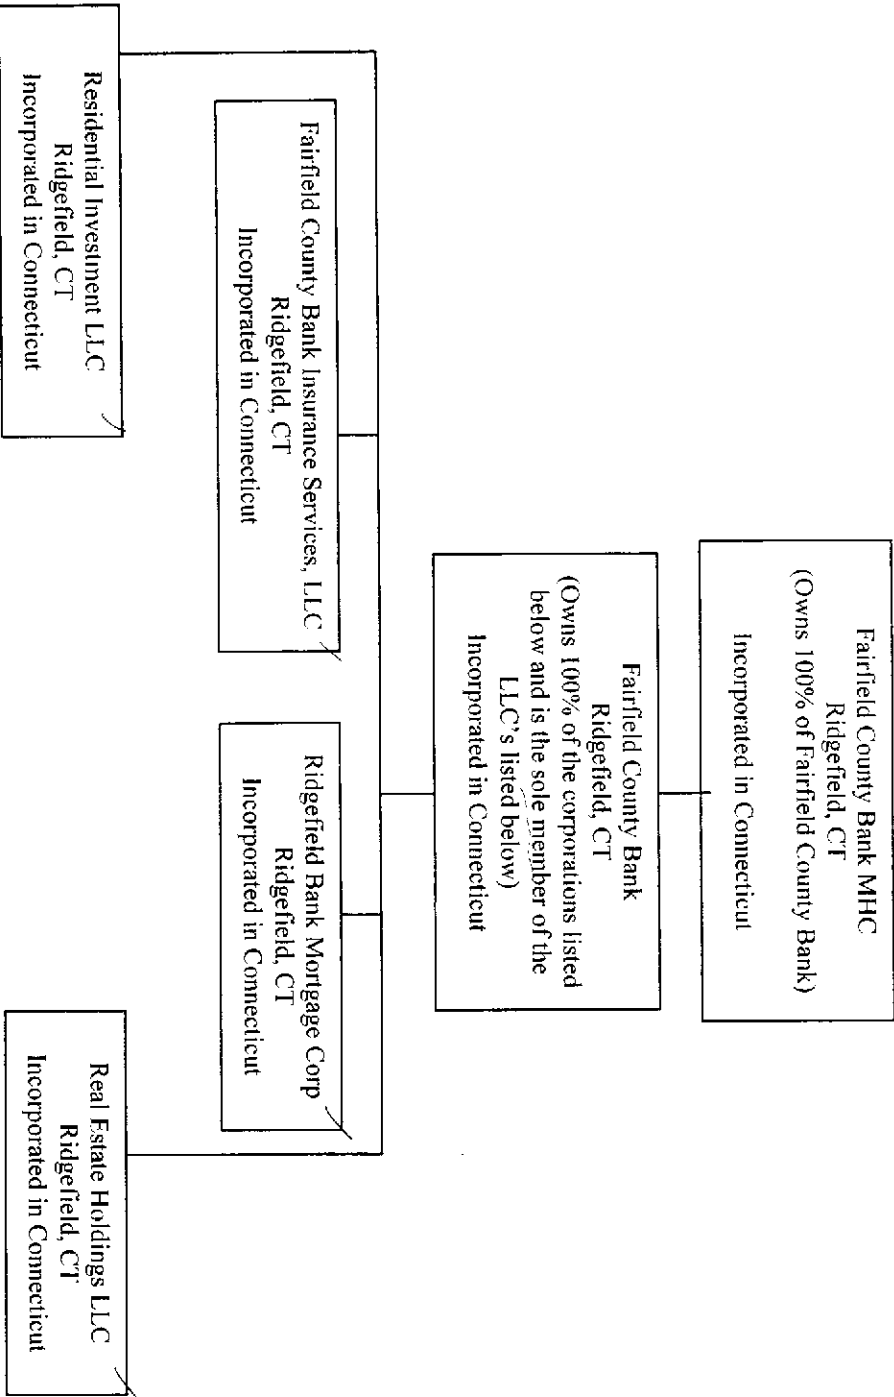 Fairfield County Bank MHC
Ridgefield, CT
(Owns 100% of Fairfield County Bank)
Incorporated in Connecticut
Fairfield County Bank
Ridgefield, CT
(Owns 100% of the corporations listed
below and is the sole member of the
LLC's listed below)
Incorporated in Connecticut
Fairfield County Bank Insurance Services, LLC
Ridgefield, CT
Incorporated in Connecticut
Ridgefield Bank Mortgage Corp
Ridgefield, CT
Incorporated in Connecticut
Residential Investment LLC
Ridgefield, CT
Incorporated in Connecticut
Real Estate Holdings LLC
Ridgefield, CT
Incorporated in Connecticut